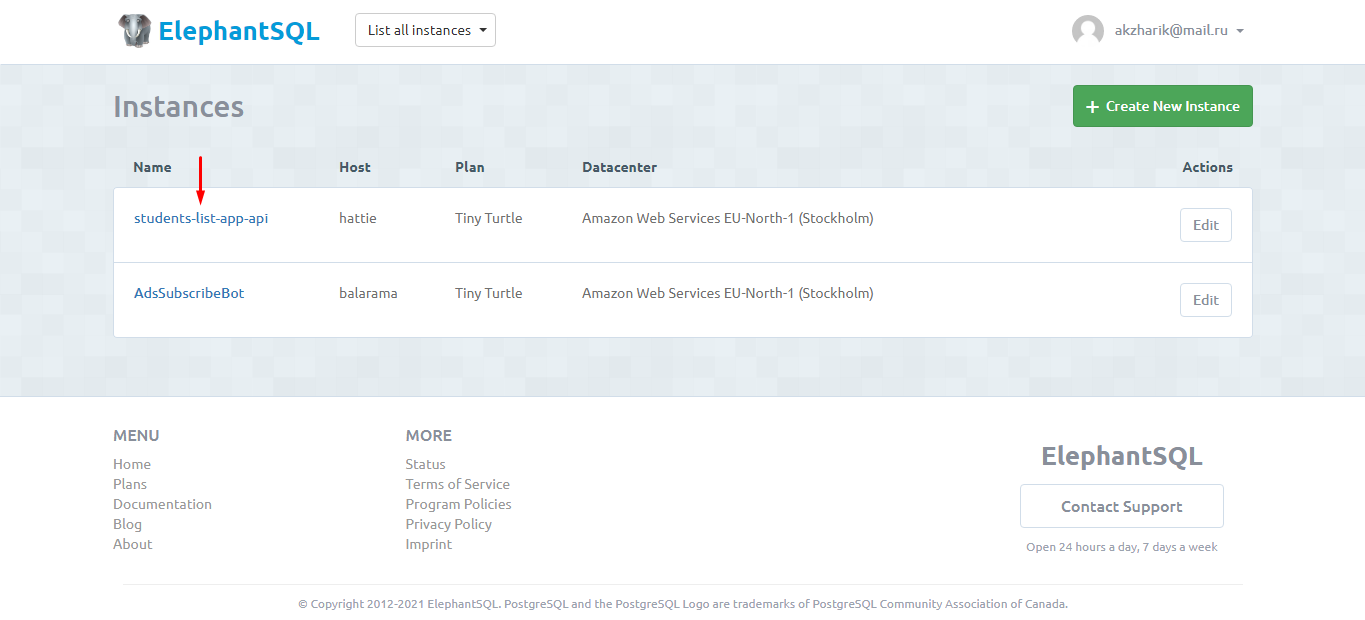 ElephantSQL List all instances akzharik@mail.ru
Instances + Create New Instance
Name Host Plan Datacenter Actions
students-list-app-api hattie Tiny Turtle Amazon Web Services EU-North-1 (Stockholm) Edit
AdsSubscribeBot balarama Tiny Turtle Amazon Web Services EU-North-1 (Stockholm) Edit
MENU
Home
Plans
Documentation
Blog
About
MORE
Status
Terms of Service
Program Policies
Privacy Policy
Imprint
ElephantSQL
Contact Support
Open 24 hours a day, 7 days a week
© Copyright 2012-2021 ElephantSQL. PostgreSQL and the PostgreSQL Logo are trademarks of PostgreSQL Community Association of Canada.